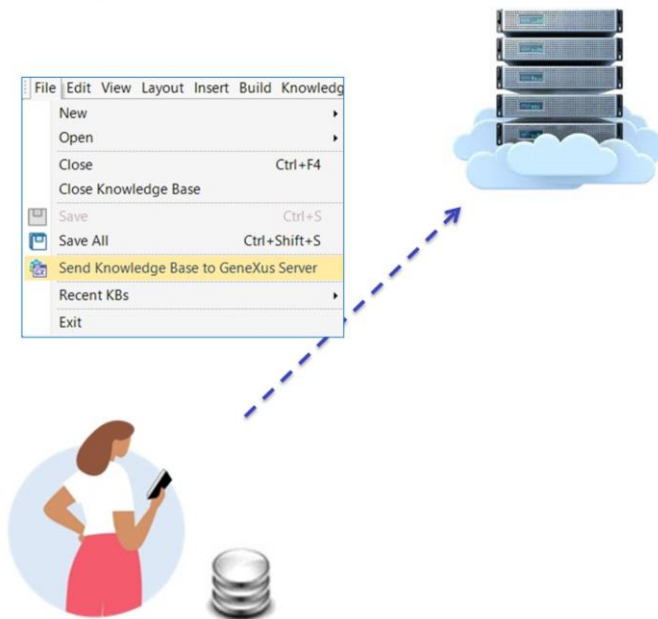 File Edit View Layout Insert Build Knowledg
New
Open
Close Ctrl+F4
Close Knowledge Base
Save Ctrl+S
Save All Ctrl+Shift+S
Send Knowledge Base to GeneXus Server
Recent KBs
Exit